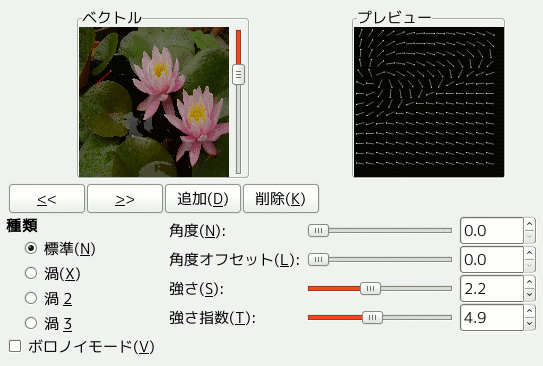 ベクトル
プレビュー
<<
>>
追加(D)
削除(K)
種類
標準(N)
渦(X)
渦 2
渦 3
ボロノイモード(V)
角度(N):
0.0
角度オフセット(L):
0.0
強さ(S):
2.2
強さ指数(T):
4.9